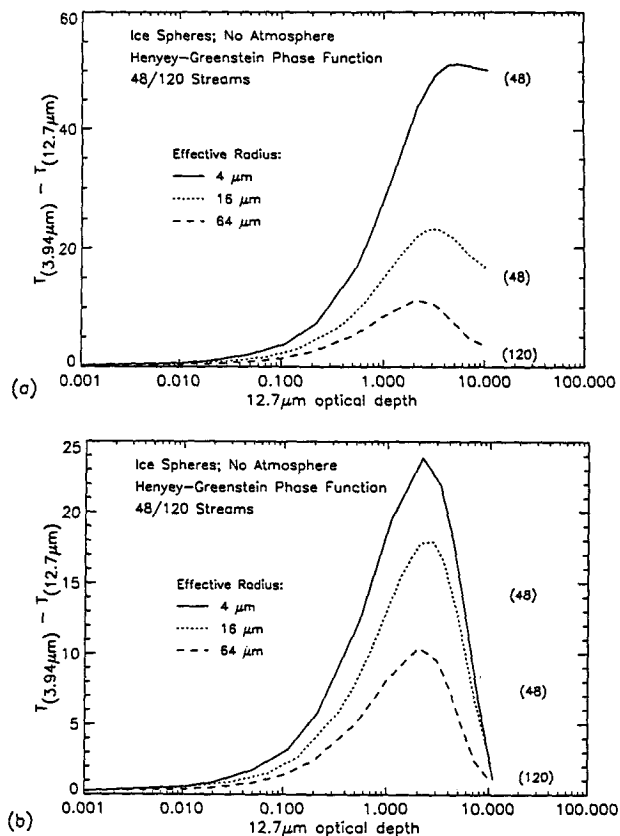 60
Ice Spheres; No Atmosphere
Henyey-Greenstein Phase Function
48/120 Streams
(48)
Effective Radius:
4 μm
16 μm
64 μm
40
20
0
T(3.94μm) − T(12.7μm)
(48)
(120)
0.001 0.010 0.100 1.000 10.000 100.000
12.7μm optical depth
(a)
25
Ice Spheres; No Atmosphere
Henyey-Greenstein Phase Function
48/120 Streams
20
15
10
5
0
T(3.94μm) − T(12.7μm)
Effective Radius:
4 μm
16 μm
64 μm
(48)
(48)
(120)
0.001 0.010 0.100 1.000 10.000 100.000
12.7μm optical depth
(b)